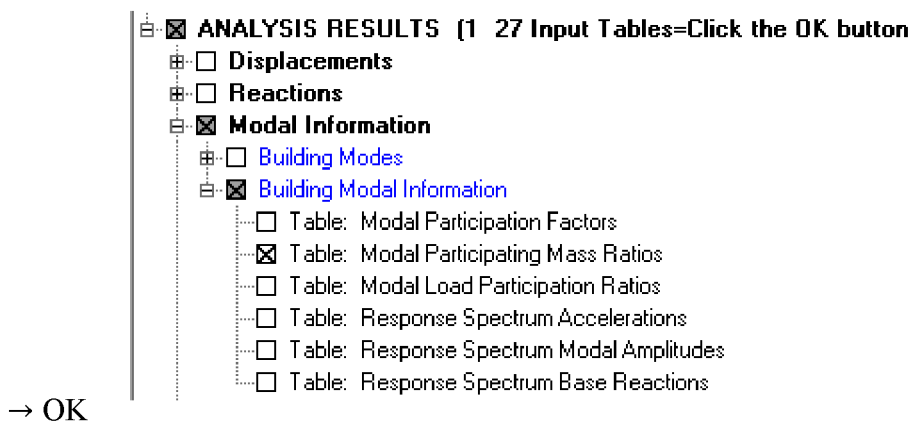 ANALYSIS RESULTS (1 27 Input Tables=Click the OK button
Displacements
Reactions
Modal Information
Building Modes
Building Modal Information
Table: Modal Participation Factors
Table: Modal Participating Mass Ratios
Table: Modal Load Participation Ratios
Table: Response Spectrum Accelerations
Table: Response Spectrum Modal Amplitudes
Table: Response Spectrum Base Reactions
→ OK